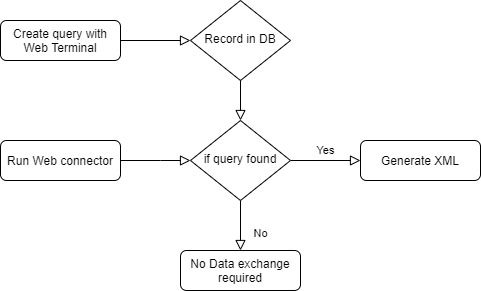 Create query with
Web Terminal
Record in DB
Run Web connector
if query found
Yes
Generate XML
No
No Data exchange
required